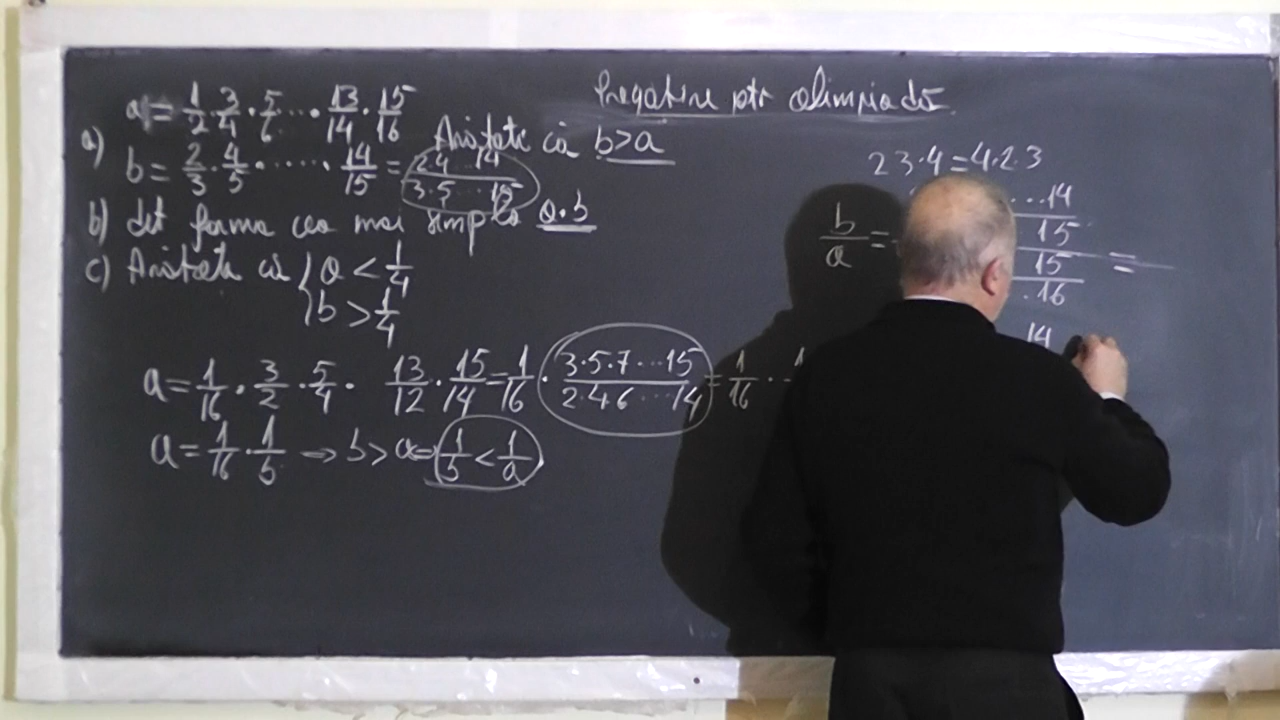 Pregatire ptr olimpiadă
a = 1/2 · 3/4 · 5/6 ··· 13/14 · 15/16
a) Arătati că b > a
b = 2/3 · 4/5 · ····· 14/15 = 2·4···14 / 3·5···15
b) det forma cea mai simpla a·b
c) Arătati că { a < 1/4
b > 1/4
a = 1/16 · 3/2 · 5/4 · 13/12 · 15/14 = 1/16 · 3·5·7···15 / 2·4·6···14 = 1/16 ·
a = 1/16 · 1/b ⇒ b > a ⇒ 1/b < 1/a
2·3·4 = 4·2·3
b/a =
···14
15
15
·16
=
14